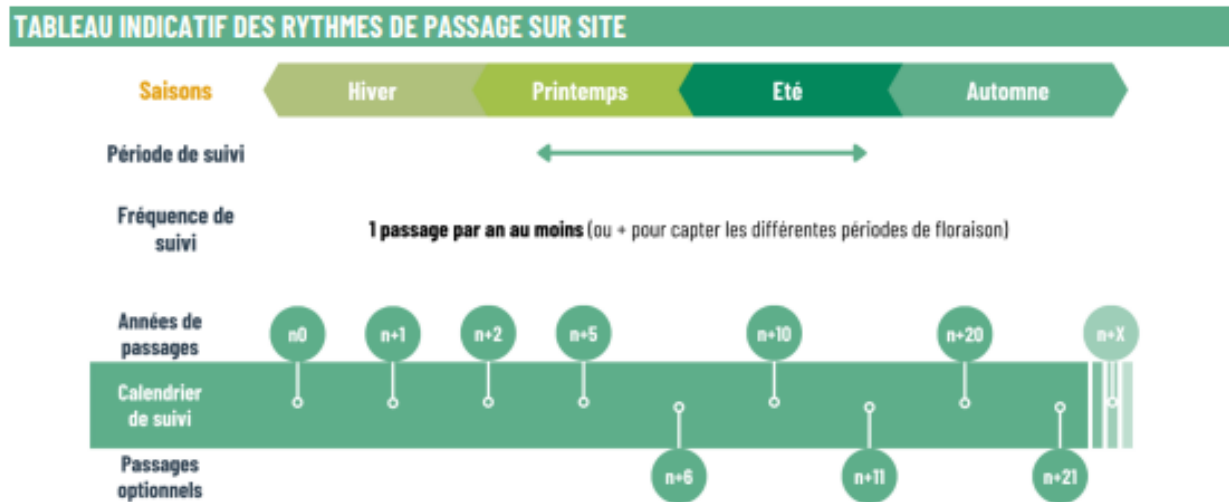 TABLEAU INDICATIF DES RYTHMES DE PASSAGE SUR SITE
Saisons Hiver Printemps Eté Automne
Période de suivi
Fréquence de
suivi
1 passage par an au moins (ou + pour capter les différentes périodes de floraison)
Années de
passages
n0 n+1 n+2 n+5 n+10 n+20 n+X
Calendrier
de suivi
Passages
optionnels
n+6 n+11 n+21